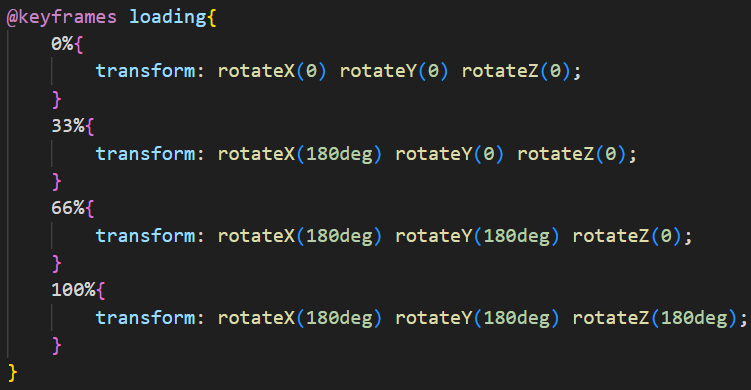 @keyframes loading{
    0%{
        transform: rotateX(0) rotateY(0) rotateZ(0);
    }
    33%{
        transform: rotateX(180deg) rotateY(0) rotateZ(0);
    }
    66%{
        transform: rotateX(180deg) rotateY(180deg) rotateZ(0);
    }
    100%{
        transform: rotateX(180deg) rotateY(180deg) rotateZ(180deg);
    }
}